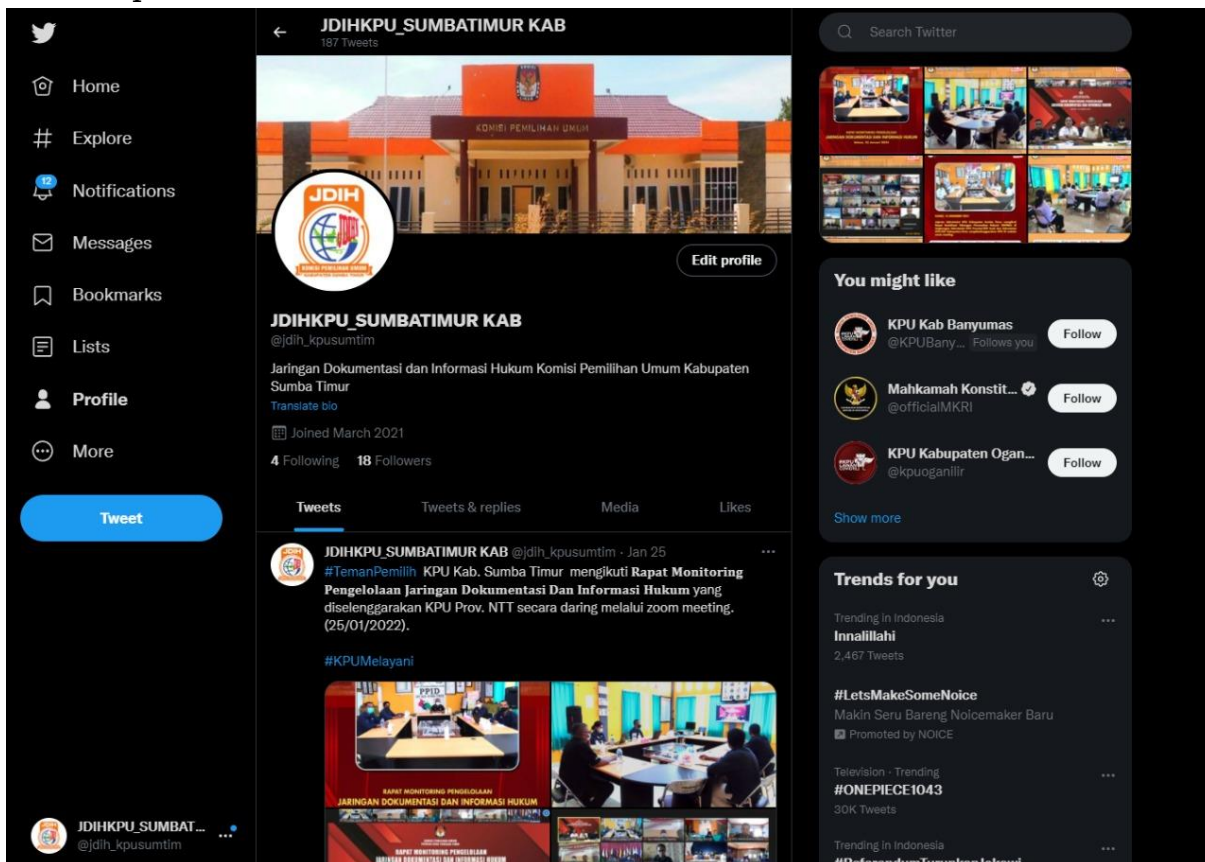 JDIHKPU_SUMBATIMUR KAB
187 Tweets
Home
Explore
12
Notifications
Messages
Bookmarks
Lists
Profile
More
Tweet
JDIHKPU_SUMBAT...
@jdih_kpusumtim
KOMISI PEMILIHAN UMUM
JDIH
Edit profile
JDIHKPU_SUMBATIMUR KAB
@jdih_kpusumtim
Jaringan Dokumentasi dan Informasi Hukum Komisi Pemilihan Umum Kabupaten
Sumba Timur
Translate bio
Joined March 2021
4 Following 18 Followers
Tweets Tweets & replies Media Likes
JDIHKPU_SUMBATIMUR KAB @jdih_kpusumtim · Jan 25
#TemanPemilih KPU Kab. Sumba Timur mengikuti Rapat Monitoring
Pengelolaan Jaringan Dokumentasi Dan Informasi Hukum yang
diselenggarakan KPU Prov. NTT secara daring melalui zoom meeting.
(25/01/2022).
#KPUMelayani
PPID
RAPAT MONITORING PENGELOLAAN
JARINGAN DOKUMENTASI DAN INFORMASI HUKUM
RAPAT MONITORING PENGELOLAAN
JARINGAN DOKUMENTASI DAN INFORMASI HUKUM
Search Twitter
You might like
KPU Kab Banyumas
@KPUBany... Follows you
Follow
Mahkamah Konstit...
@officialMKRI
Follow
KPU Kabupaten Ogan...
@kpuoganilir
Follow
Show more
Trends for you
Trending in Indonesia
Innalillahi
2,467 Tweets
#LetsMakeSomeNoice
Makin Seru Bareng Noicemaker Baru
Promoted by NOICE
Television · Trending
#ONEPIECE1043
30K Tweets
Trending in Indonesia